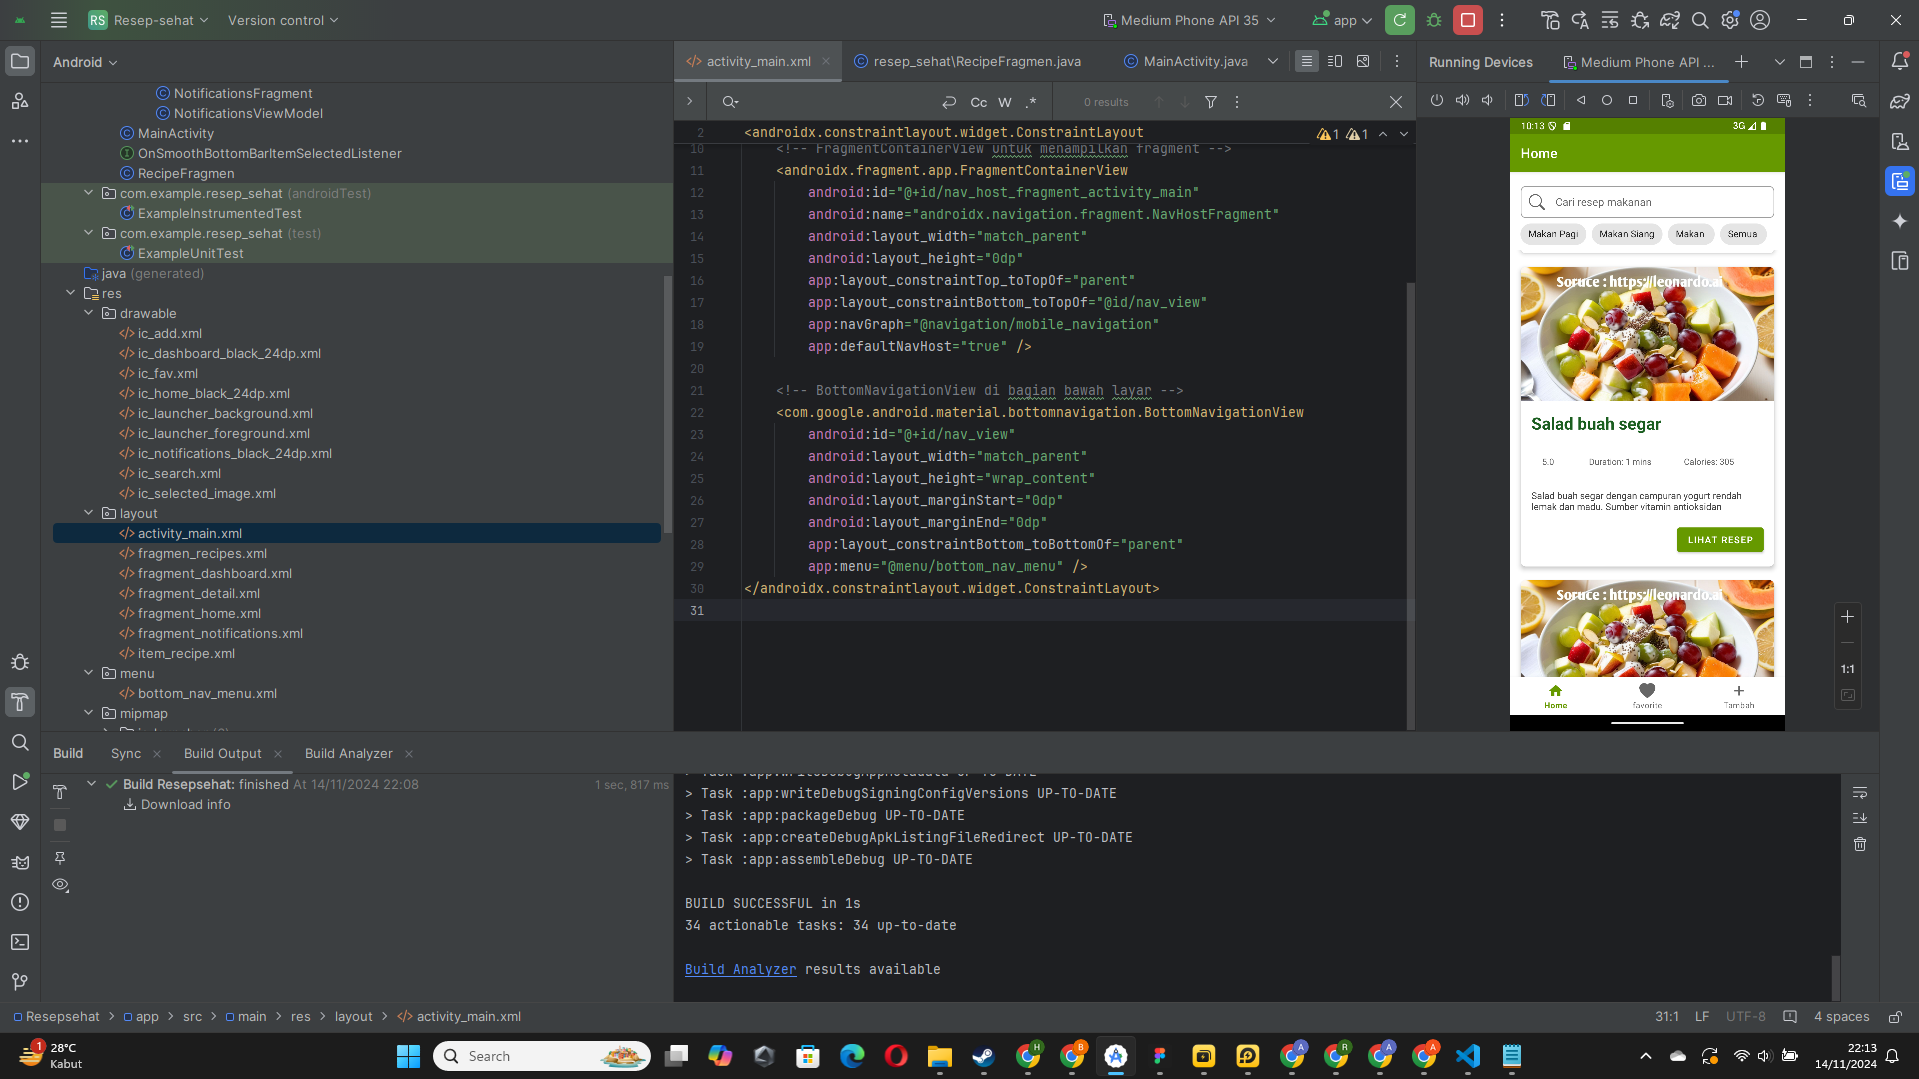 RS Resep-sehat
Version control
Medium Phone API 35
app
Android
NotificationsFragment
NotificationsViewModel
MainActivity
OnSmoothBottomBarItemSelectedListener
RecipeFragmen
com.example.resep_sehat (androidTest)
ExampleInstrumentedTest
com.example.resep_sehat (test)
ExampleUnitTest
java (generated)
res
drawable
ic_add.xml
ic_dashboard_black_24dp.xml
ic_fav.xml
ic_home_black_24dp.xml
ic_launcher_background.xml
ic_launcher_foreground.xml
ic_notifications_black_24dp.xml
ic_search.xml
ic_selected_image.xml
layout
activity_main.xml
fragmen_recipes.xml
fragment_dashboard.xml
fragment_detail.xml
fragment_home.xml
fragment_notifications.xml
item_recipe.xml
menu
bottom_nav_menu.xml
mipmap
activity_main.xml
resep_sehat\RecipeFragmen.java
MainActivity.java
Cc W .*
0 results
1 1
2 <androidx.constraintlayout.widget.ConstraintLayout
10 <!-- FragmentContainerView untuk menampilkan fragment -->
11 <androidx.fragment.app.FragmentContainerView
12 android:id="@+id/nav_host_fragment_activity_main"
13 android:name="androidx.navigation.fragment.NavHostFragment"
14 android:layout_width="match_parent"
15 android:layout_height="0dp"
16 app:layout_constraintTop_toTopOf="parent"
17 app:layout_constraintBottom_toTopOf="@id/nav_view"
18 app:navGraph="@navigation/mobile_navigation"
19 app:defaultNavHost="true" />
20
21 <!-- BottomNavigationView di bagian bawah layar -->
22 <com.google.android.material.bottomnavigation.BottomNavigationView
23 android:id="@+id/nav_view"
24 android:layout_width="match_parent"
25 android:layout_height="wrap_content"
26 android:layout_marginStart="0dp"
27 android:layout_marginEnd="0dp"
28 app:layout_constraintBottom_toBottomOf="parent"
29 app:menu="@menu/bottom_nav_menu" />
30 </androidx.constraintlayout.widget.ConstraintLayout>
31
Running Devices
Medium Phone API ...
10:13
3G
Home
Cari resep makanan
Makan Pagi
Makan Siang
Makan
Semua
Soruce : https://leonardo.ai
Salad buah segar
5.0
Duration: 1 mins
Calories: 305
Salad buah segar dengan campuran yogurt rendah
lemak dan madu. Sumber vitamin antioksidan
LIHAT RESEP
Soruce : https://leonardo.ai
Home
favorite
Tambah
1:1
Build
Sync
Build Output
Build Analyzer
Build Resepsehat: finished At 14/11/2024 22:08
1 sec, 817 ms
Download info
> Task :app:writeDebugAppMetadata UP-TO-DATE
> Task :app:writeDebugSigningConfigVersions UP-TO-DATE
> Task :app:packageDebug UP-TO-DATE
> Task :app:createDebugApkListingFileRedirect UP-TO-DATE
> Task :app:assembleDebug UP-TO-DATE
BUILD SUCCESSFUL in 1s
34 actionable tasks: 34 up-to-date
Build Analyzer results available
Resepsehat > app > src > main > res > layout > activity_main.xml
31:1
LF
UTF-8
4 spaces
1
28°C
Kabut
Search
H
B
A
R
A
A
22:13
14/11/2024